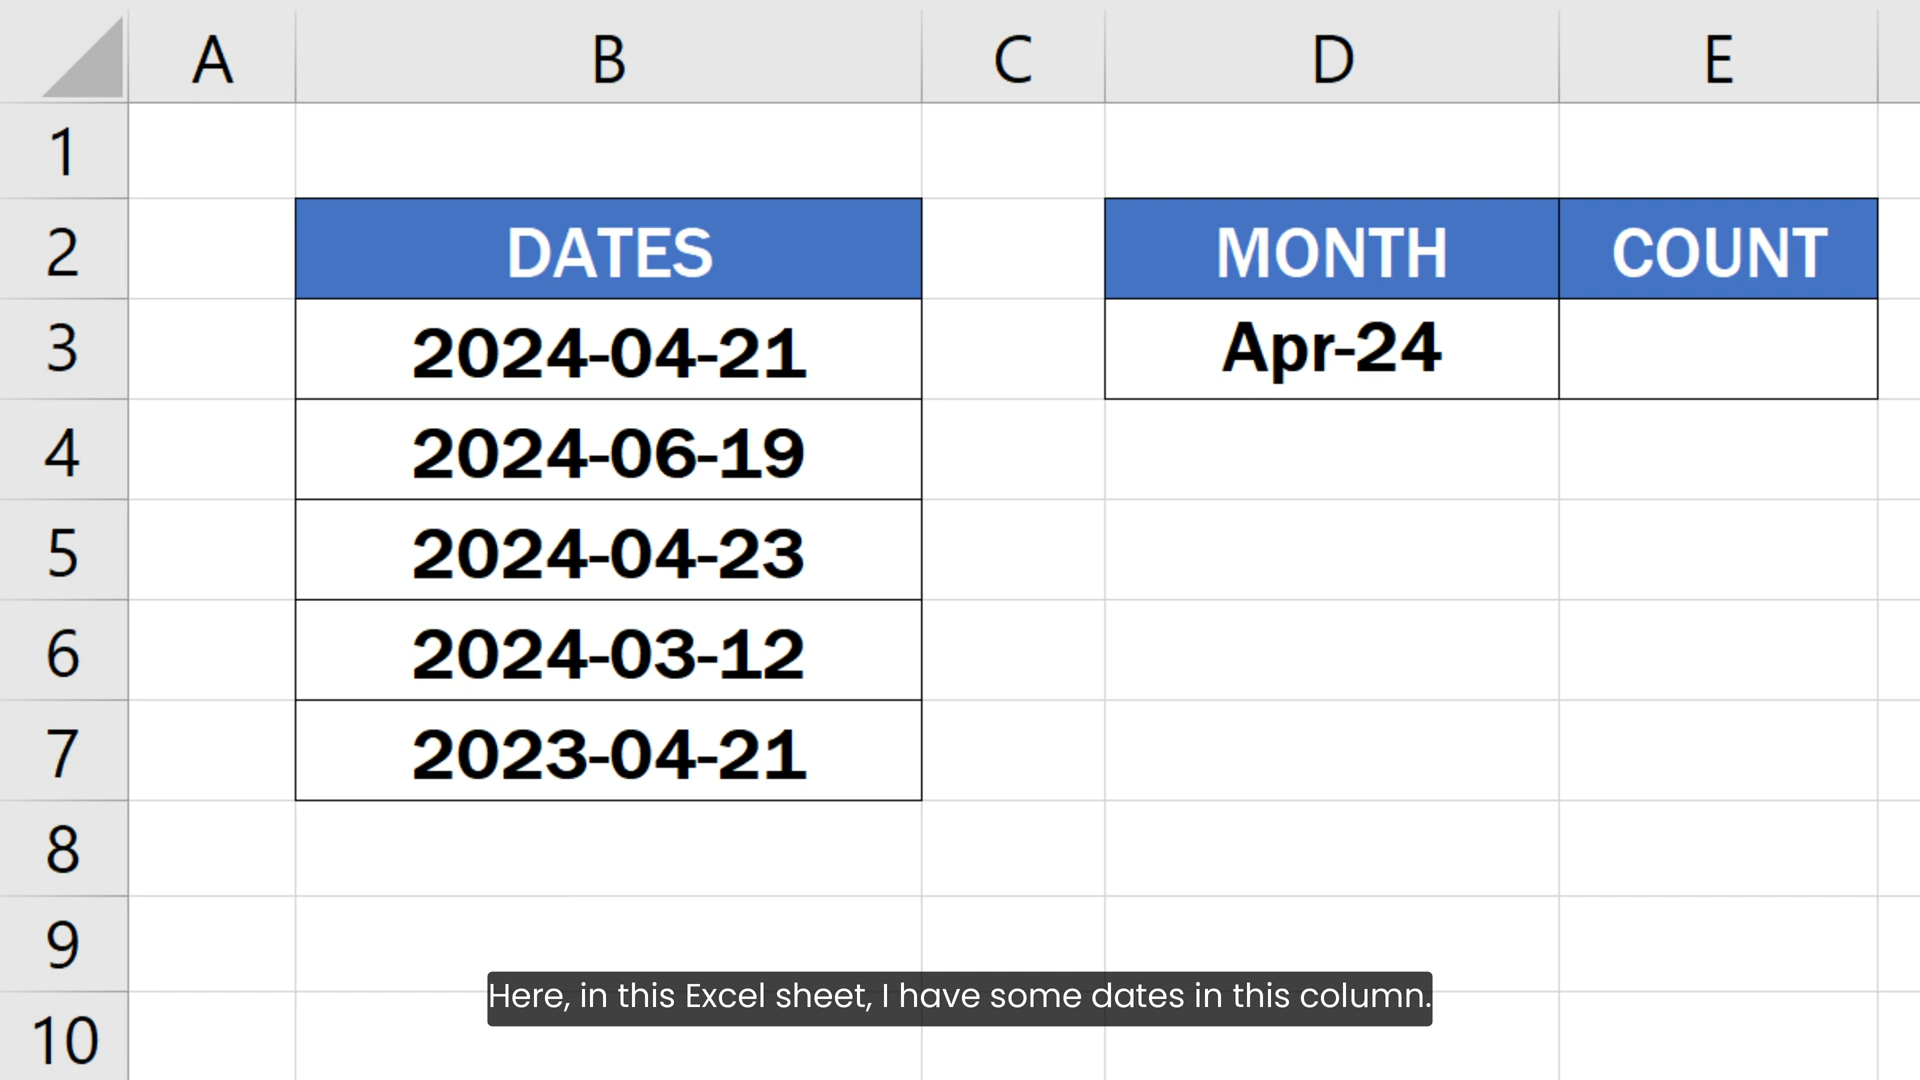 A B C D E
1
2 DATES MONTH COUNT
3 2024-04-21 Apr-24
4 2024-06-19
5 2024-04-23
6 2024-03-12
7 2023-04-21
8
9
Here, in this Excel sheet, I have some dates in this column.
10